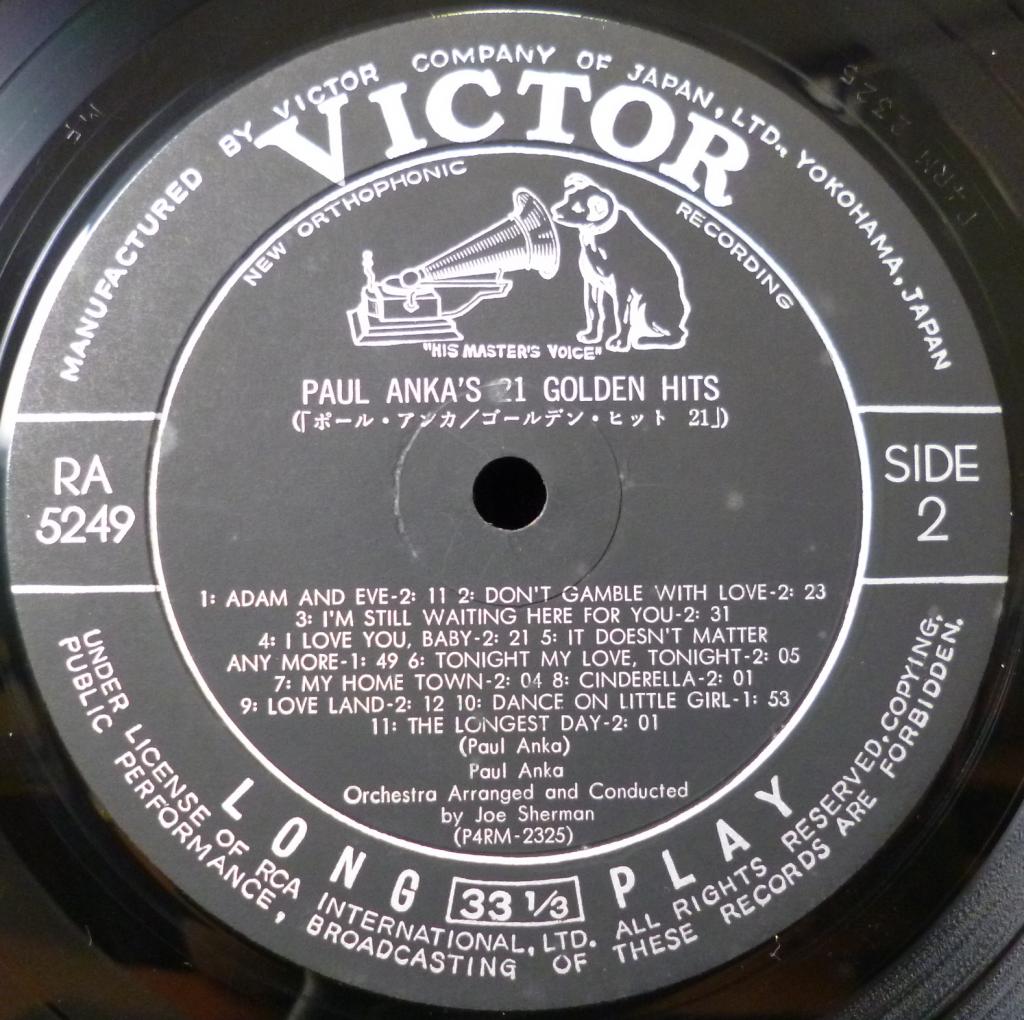 MANUFACTURED BY VICTOR COMPANY OF JAPAN, LTD., YOKOHAMA, JAPAN
VICTOR
NEW ORTHOPHONIC RECORDING
"HIS MASTER'S VOICE"
PAUL ANKA'S 21 GOLDEN HITS
(「ポール・アンカ/ゴールデン・ヒット 21」)
RA
5249
SIDE
2
1: ADAM AND EVE-2: 11 2: DON'T GAMBLE WITH LOVE-2: 23
3: I'M STILL WAITING HERE FOR YOU-2: 31
4: I LOVE YOU, BABY-2: 21 5: IT DOESN'T MATTER
ANY MORE-1: 49 6: TONIGHT MY LOVE, TONIGHT-2: 05
7: MY HOME TOWN-2: 04 8: CINDERELLA-2: 01
9: LOVE LAND-2: 12 10: DANCE ON LITTLE GIRL-1: 53
11: THE LONGEST DAY-2: 01
(Paul Anka)
Paul Anka
Orchestra Arranged and Conducted
by Joe Sherman
(P4RM-2325)
LONG 33 1/3 PLAY
UNDER LICENSE OF RCA INTERNATIONAL, LTD. ALL RIGHTS RESERVED. COPYING,
PUBLIC PERFORMANCE, BROADCASTING OF THESE RECORDS ARE FORBIDDEN.